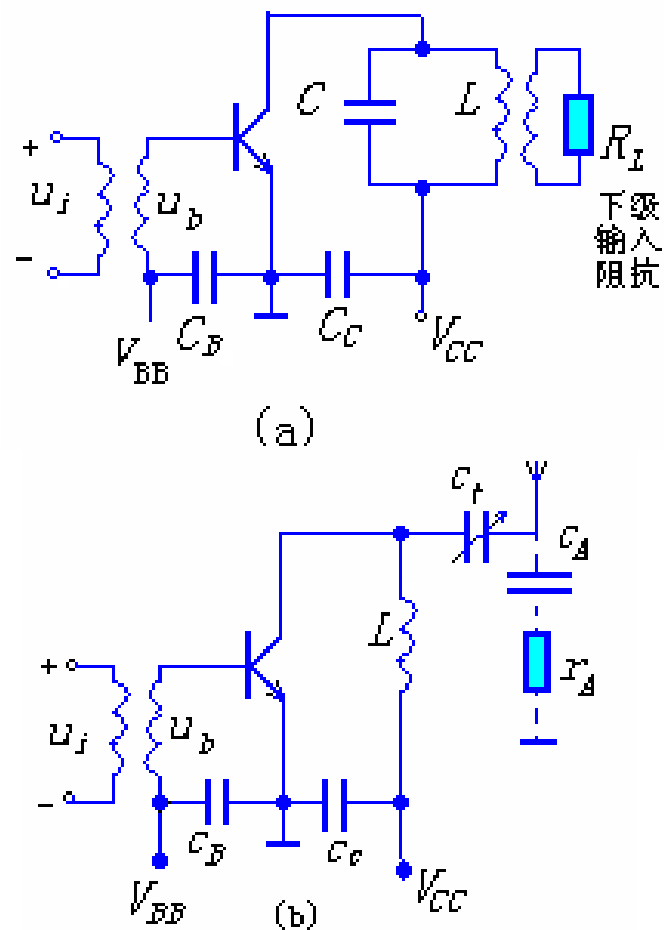 C
L
R_L
+
u_i
-
u_b
下级
输入
阻抗
C_B
C_C
V_BB
V_CC
(a)
C_t
C_A
L
r_A
+
u_i
-
u_b
C_B
C_c
V_BB
V_CC
(b)